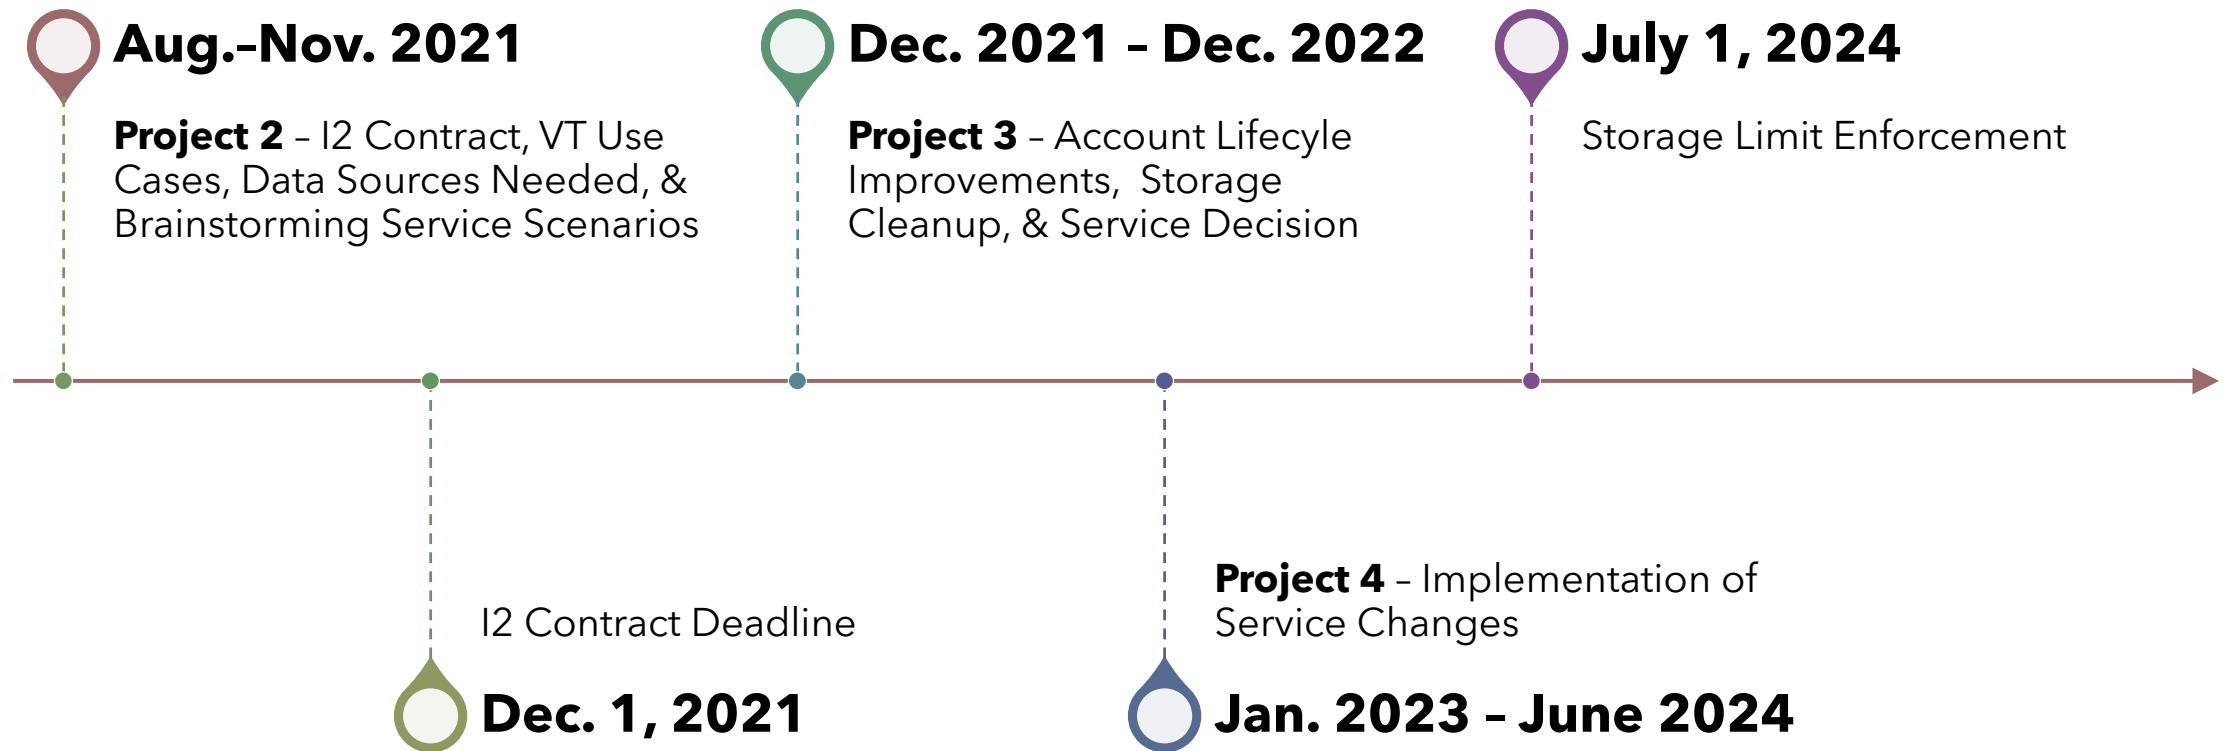 Aug.–Nov. 2021
Project 2 – I2 Contract, VT Use
Cases, Data Sources Needed, &
Brainstorming Service Scenarios
I2 Contract Deadline
Dec. 1, 2021
Dec. 2021 – Dec. 2022
Project 3 – Account Lifecyle
Improvements,  Storage
Cleanup, & Service Decision
Project 4 – Implementation of
Service Changes
Jan. 2023 – June 2024
July 1, 2024
Storage Limit Enforcement